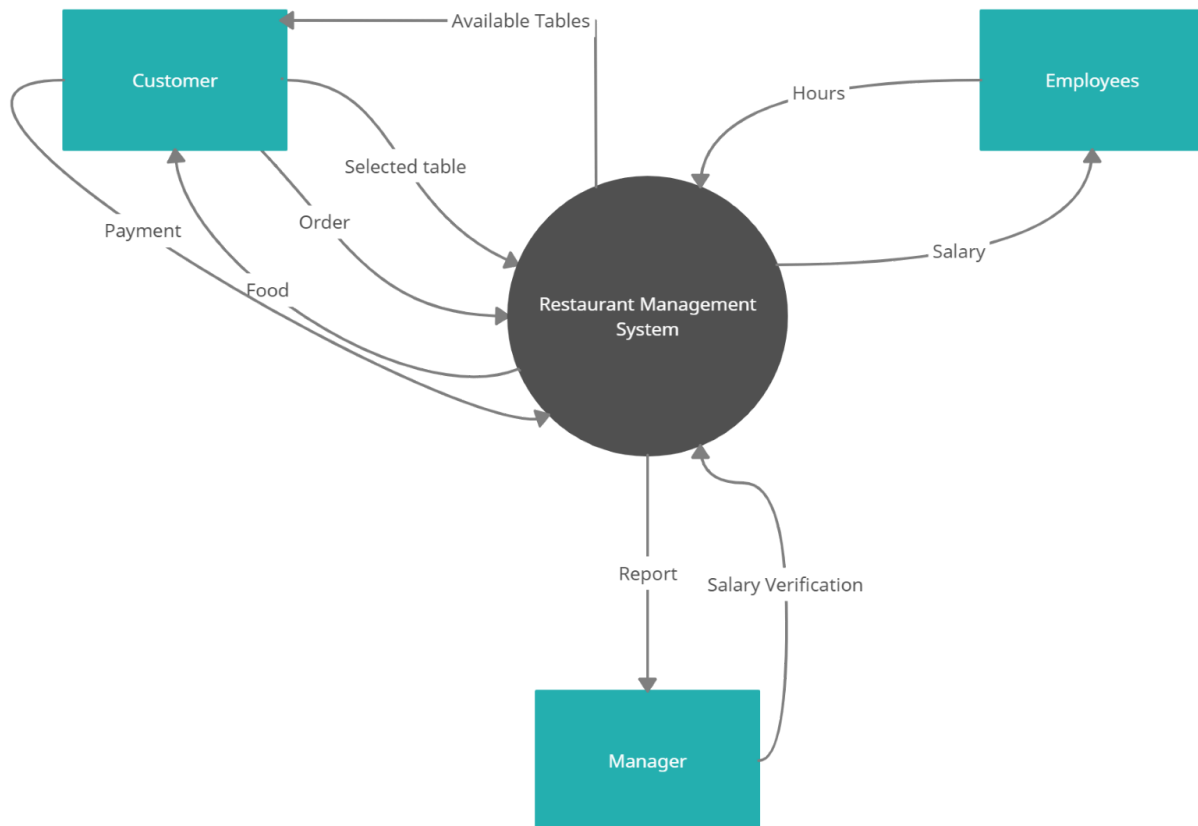 Available Tables
Customer
Employees
Hours
Selected table
Order
Payment
Salary
Food
Restaurant Management
System
Report
Salary Verification
Manager